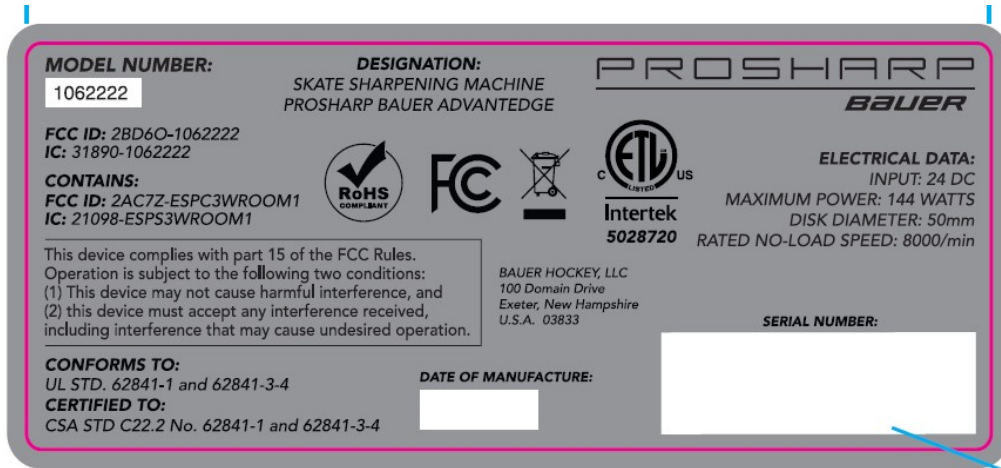 MODEL NUMBER:
1062222
FCC ID: 2BD6O-1062222
IC: 31890-1062222
CONTAINS:
FCC ID: 2AC7Z-ESPC3WROOM1
IC: 21098-ESPS3WROOM1
DESIGNATION:
SKATE SHARPENING MACHINE
PROSHARP BAUER ADVANTEDGE
PROSHARP
BAUER
RoHS
COMPLIANT
FC
ETL
C US
LISTED
Intertek
5028720
ELECTRICAL DATA:
INPUT: 24 DC
MAXIMUM POWER: 144 WATTS
DISK DIAMETER: 50mm
RATED NO-LOAD SPEED: 8000/min
This device complies with part 15 of the FCC Rules.
Operation is subject to the following two conditions:
(1) This device may not cause harmful interference, and
(2) this device must accept any interference received,
including interference that may cause undesired operation.
BAUER HOCKEY, LLC
100 Domain Drive
Exeter, New Hampshire
U.S.A. 03833
CONFORMS TO:
UL STD. 62841-1 and 62841-3-4
CERTIFIED TO:
CSA STD C22.2 No. 62841-1 and 62841-3-4
DATE OF MANUFACTURE:
SERIAL NUMBER: